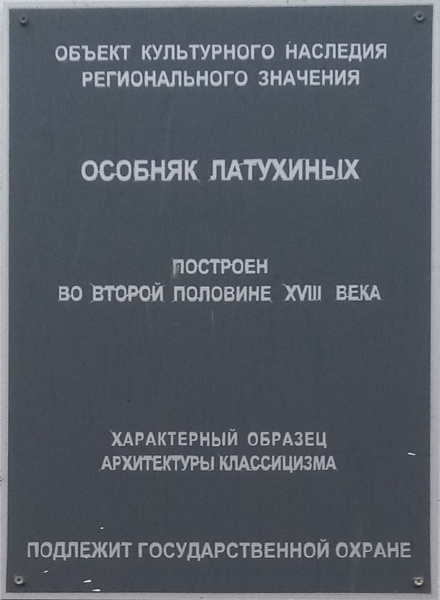 ОБЪЕКТ КУЛЬТУРНОГО НАСЛЕДИЯ
РЕГИОНАЛЬНОГО ЗНАЧЕНИЯ
ОСОБНЯК ЛАТУХИНЫХ
ПОСТРОЕН
ВО ВТОРОЙ ПОЛОВИНЕ XVIII ВЕКА
ХАРАКТЕРНЫЙ ОБРАЗЕЦ
АРХИТЕКТУРЫ КЛАССИЦИЗМА
ПОДЛЕЖИТ ГОСУДАРСТВЕННОЙ ОХРАНЕ